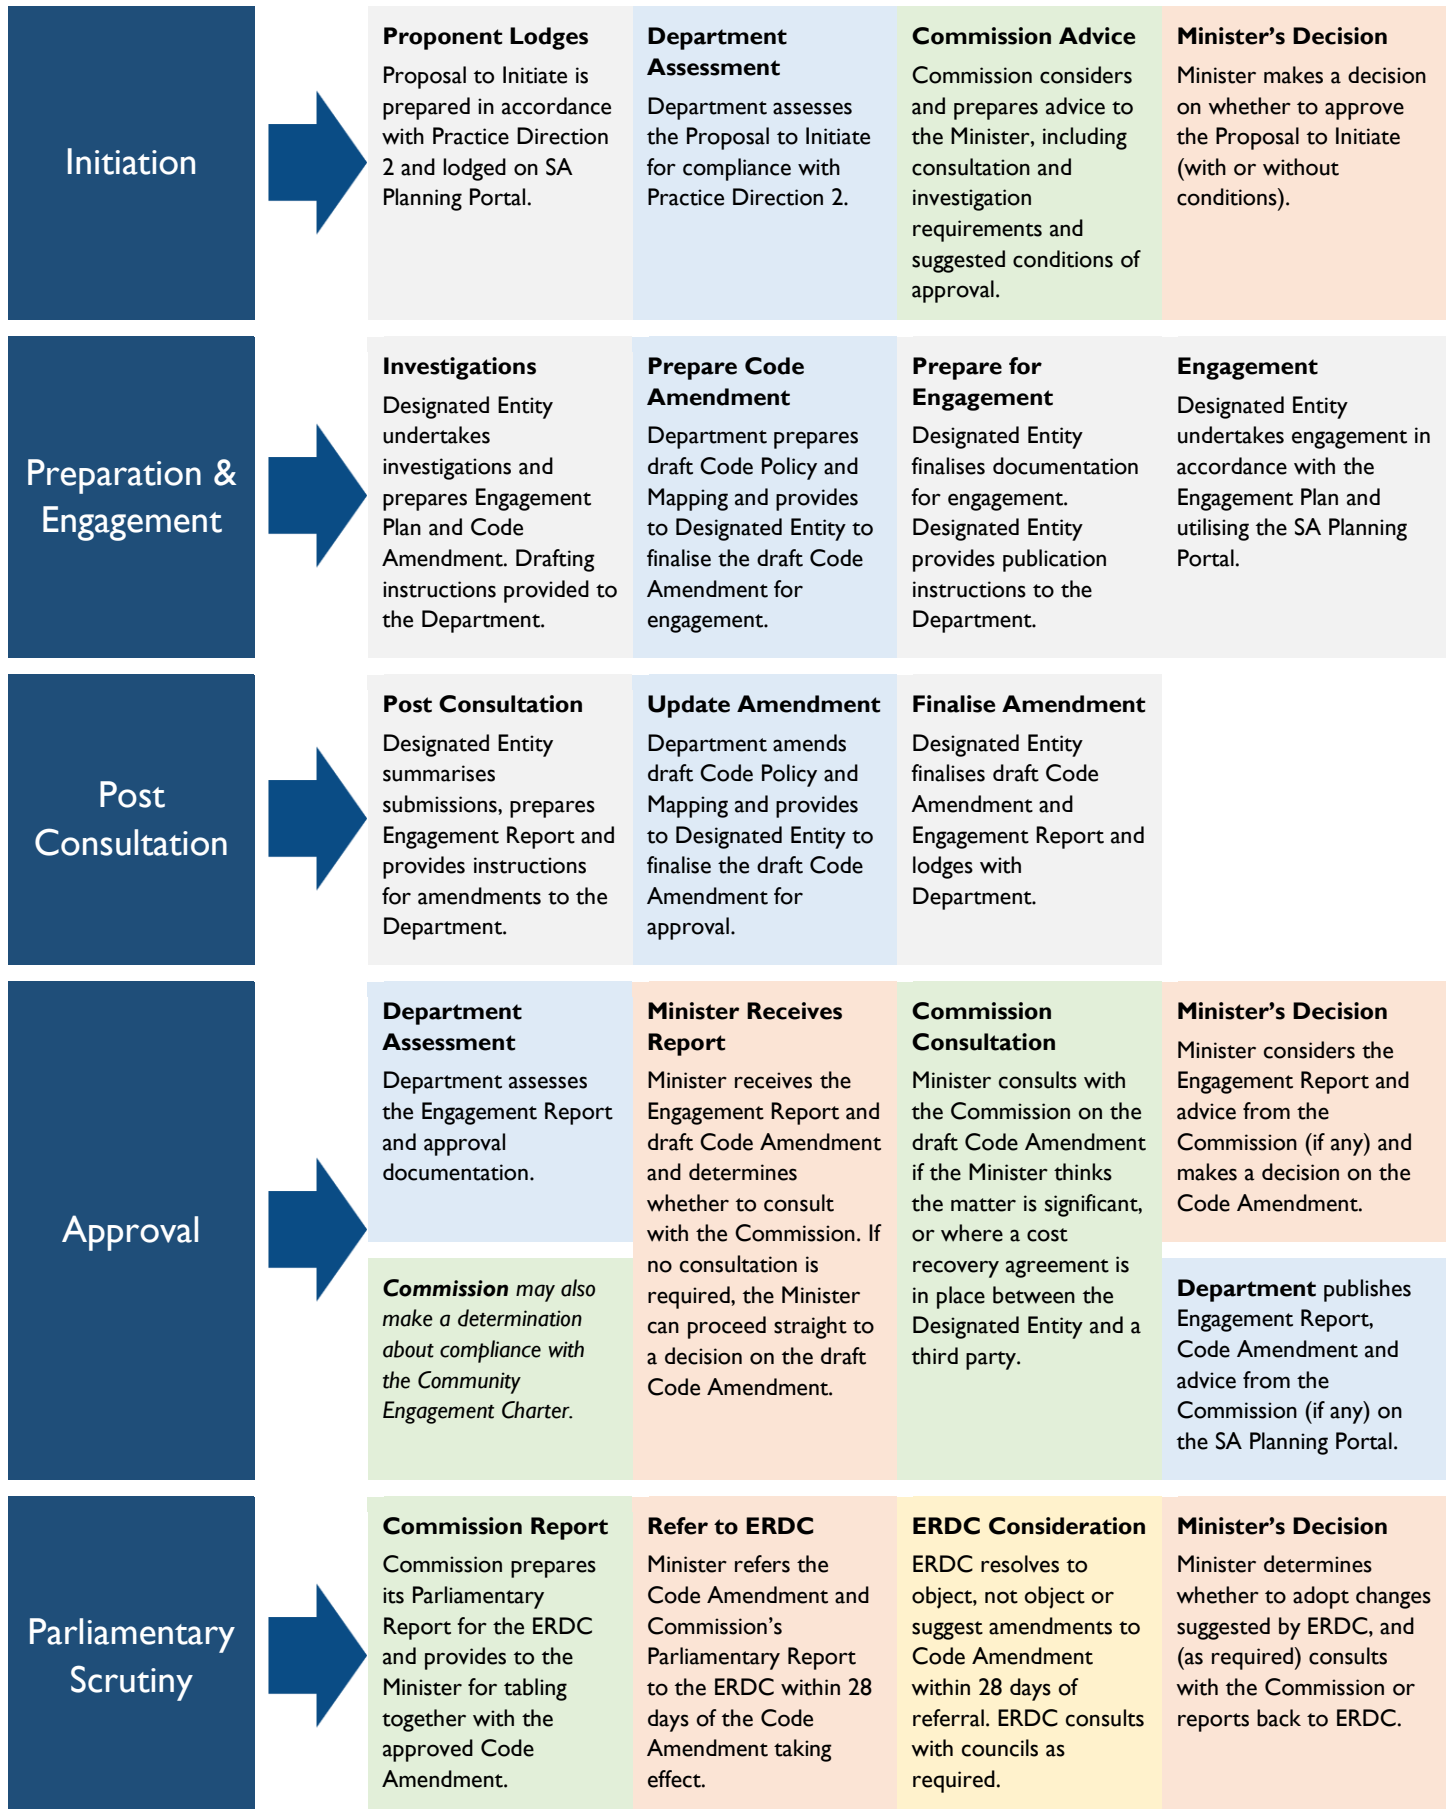 Initiation
Proponent Lodges
Proposal to Initiate is
prepared in accordance
with Practice Direction
2 and lodged on SA
Planning Portal.
Department
Assessment
Department assesses
the Proposal to Initiate
for compliance with
Practice Direction 2.
Commission Advice
Commission considers
and prepares advice to
the Minister, including
consultation and
investigation
requirements and
suggested conditions of
approval.
Minister’s Decision
Minister makes a decision
on whether to approve
the Proposal to Initiate
(with or without
conditions).
Preparation &
Engagement
Investigations
Designated Entity
undertakes
investigations and
prepares Engagement
Plan and Code
Amendment. Drafting
instructions provided to
the Department.
Prepare Code
Amendment
Department prepares
draft Code Policy and
Mapping and provides
to Designated Entity to
finalise the draft Code
Amendment for
engagement.
Prepare for
Engagement
Designated Entity
finalises documentation
for engagement.
Designated Entity
provides publication
instructions to the
Department.
Engagement
Designated Entity
undertakes engagement in
accordance with the
Engagement Plan and
utilising the SA Planning
Portal.
Post
Consultation
Post Consultation
Designated Entity
summarises
submissions, prepares
Engagement Report and
provides instructions
for amendments to the
Department.
Update Amendment
Department amends
draft Code Policy and
Mapping and provides
to Designated Entity to
finalise the draft Code
Amendment for
approval.
Finalise Amendment
Designated Entity
finalises draft Code
Amendment and
Engagement Report and
lodges with
Department.
Approval
Department
Assessment
Department assesses
the Engagement Report
and approval
documentation.
Commission may also
make a determination
about compliance with
the Community
Engagement Charter.
Minister Receives
Report
Minister receives the
Engagement Report and
draft Code Amendment
and determines
whether to consult
with the Commission. If
no consultation is
required, the Minister
can proceed straight to
a decision on the draft
Code Amendment.
Commission
Consultation
Minister consults with
the Commission on the
draft Code Amendment
if the Minister thinks
the matter is significant,
or where a cost
recovery agreement is
in place between the
Designated Entity and a
third party.
Minister’s Decision
Minister considers the
Engagement Report and
advice from the
Commission (if any) and
makes a decision on the
Code Amendment.
Department publishes
Engagement Report,
Code Amendment and
advice from the
Commission (if any) on
the SA Planning Portal.
Parliamentary
Scrutiny
Commission Report
Commission prepares
its Parliamentary
Report for the ERDC
and provides to the
Minister for tabling
together with the
approved Code
Amendment.
Refer to ERDC
Minister refers the
Code Amendment and
Commission’s
Parliamentary Report
to the ERDC within 28
days of the Code
Amendment taking
effect.
ERDC Consideration
ERDC resolves to
object, not object or
suggest amendments to
Code Amendment
within 28 days of
referral. ERDC consults
with councils as
required.
Minister’s Decision
Minister determines
whether to adopt changes
suggested by ERDC, and
(as required) consults
with the Commission or
reports back to ERDC.